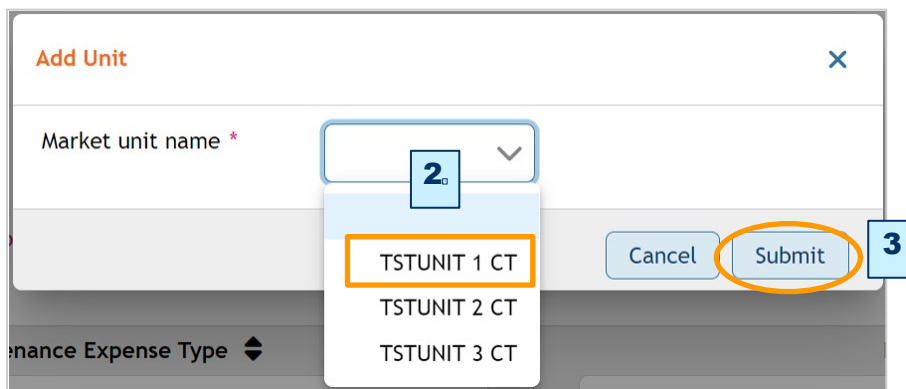 Add Unit
Market unit name *
2
TSTUNIT 1 CT
Cancel Submit 3
TSTUNIT 2 CT
TSTUNIT 3 CT
enance Expense Type